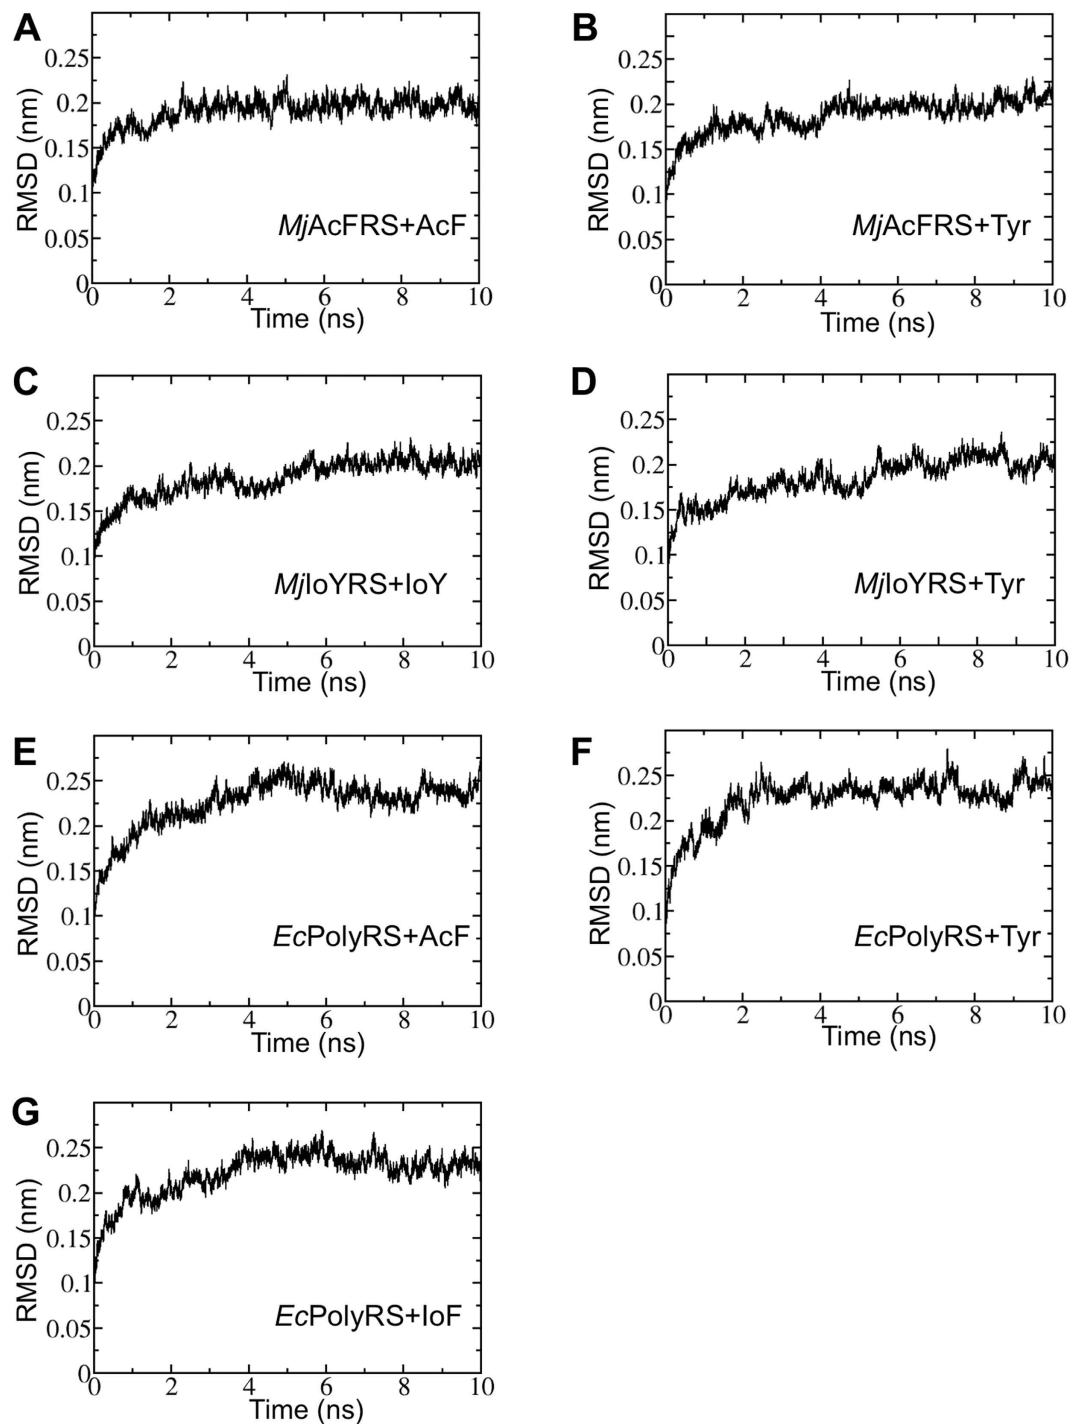 A
0.25
0.2
0.15
0.1
0.05
0
RMSD (nm)
MjAcFRS+AcF
0 2 4 6 8 10
Time (ns)
B
0.25
0.2
0.15
0.1
0.05
0
RMSD (nm)
MjAcFRS+Tyr
0 2 4 6 8 10
Time (ns)
C
0.25
0.2
0.15
0.1
0.05
0
RMSD (nm)
MjIoYRS+IoY
0 2 4 6 8 10
Time (ns)
D
0.25
0.2
0.15
0.1
0.05
0
RMSD (nm)
MjIoYRS+Tyr
0 2 4 6 8 10
Time (ns)
E
0.25
0.2
0.15
0.1
0.05
0
RMSD (nm)
EcPolyRS+AcF
0 2 4 6 8 10
Time (ns)
F
0.25
0.2
0.15
0.1
0.05
0
RMSD (nm)
EcPolyRS+Tyr
0 2 4 6 8 10
Time (ns)
G
0.25
0.2
0.15
0.1
0.05
0
RMSD (nm)
EcPolyRS+IoF
0 2 4 6 8 10
Time (ns)